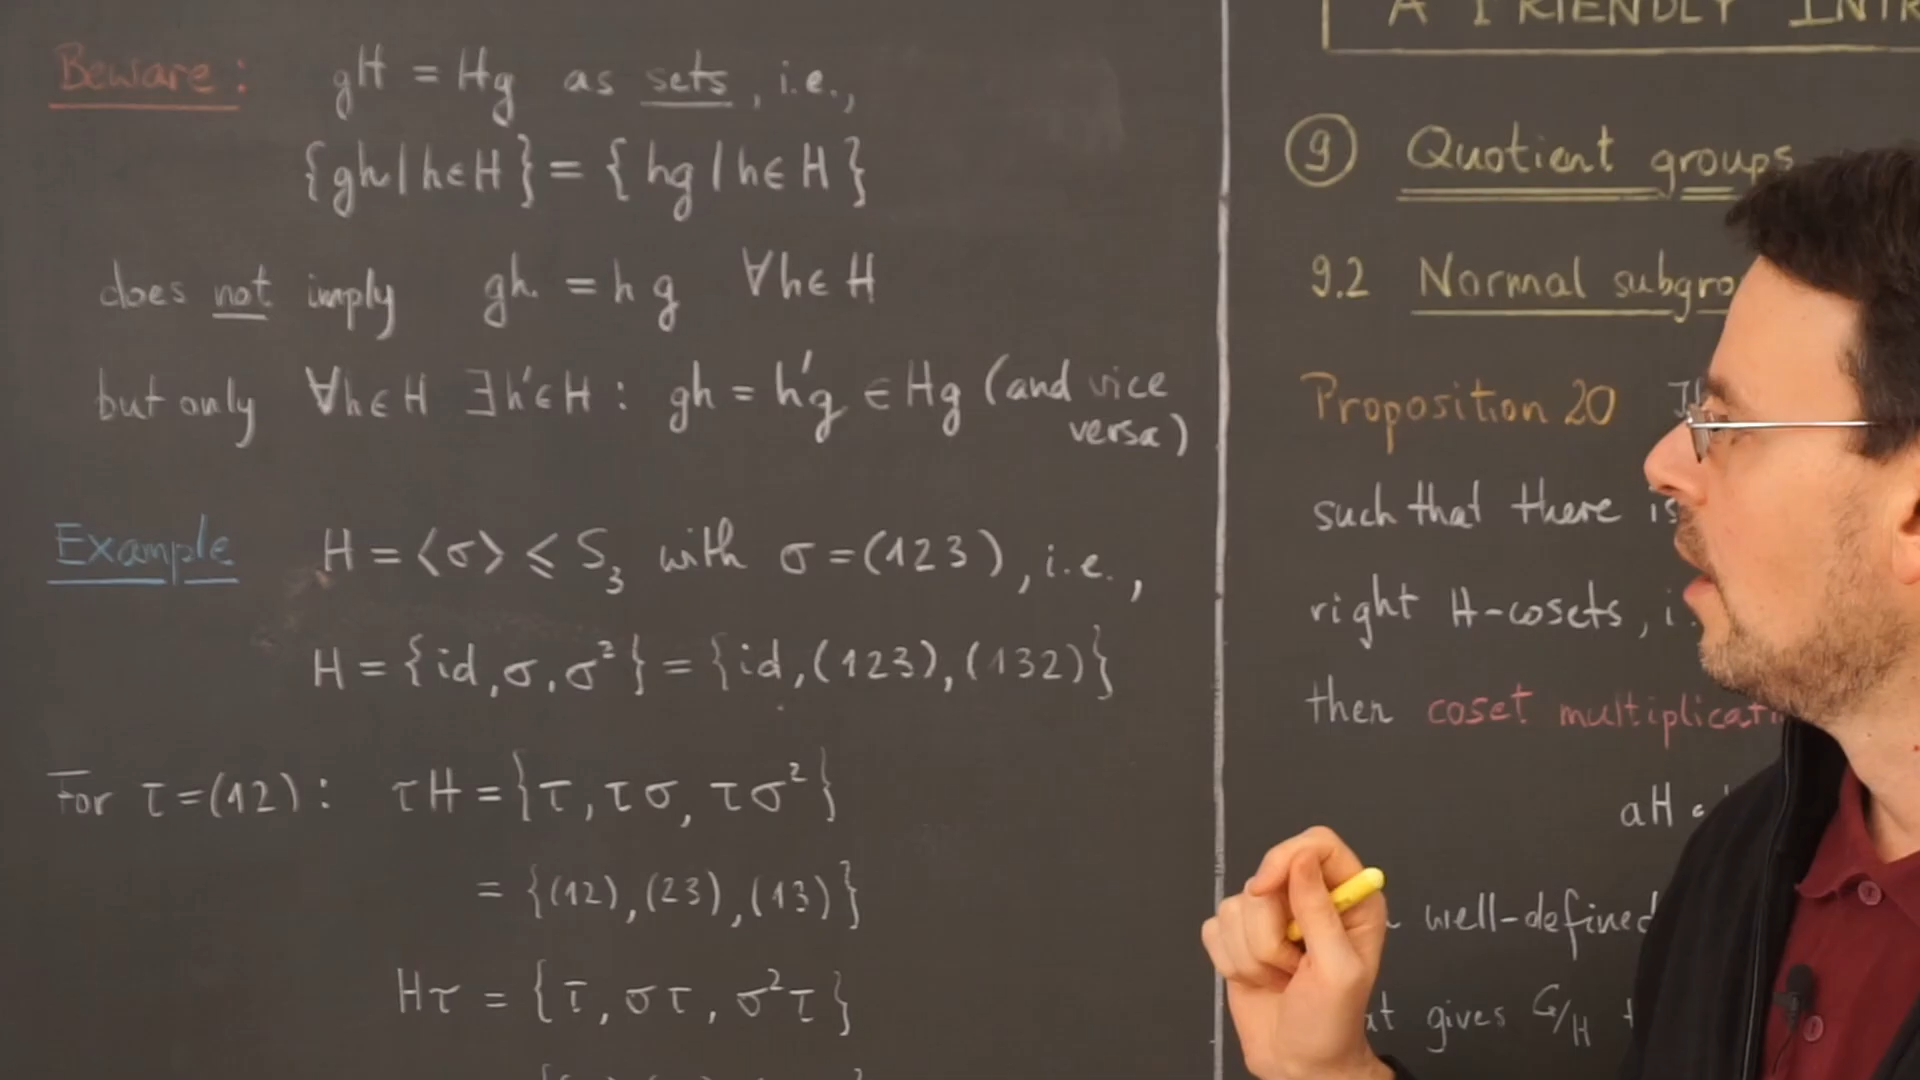 Beware: gH = Hg as sets, i.e.,
{gh | h∈H} = {hg | h∈H}
does not imply gh = hg ∀h∈H
but only ∀h∈H ∃h'∈H : gh = h'g ∈ Hg (and vice
versa)
Example H = ⟨σ⟩ ≤ S₃ with σ = (123), i.e.,
H = {id, σ, σ²} = {id, (123), (132)}
For τ = (12): τH = {τ, τσ, τσ²}
= {(12), (23), (13)}
Hτ = {τ, στ, σ²τ}
A FRIENDLY
⑨ Quotient groups
9.2 Normal
Proposition 20
such that there is
right H-cosets,
then coset
aH
well-defined
gives G/H